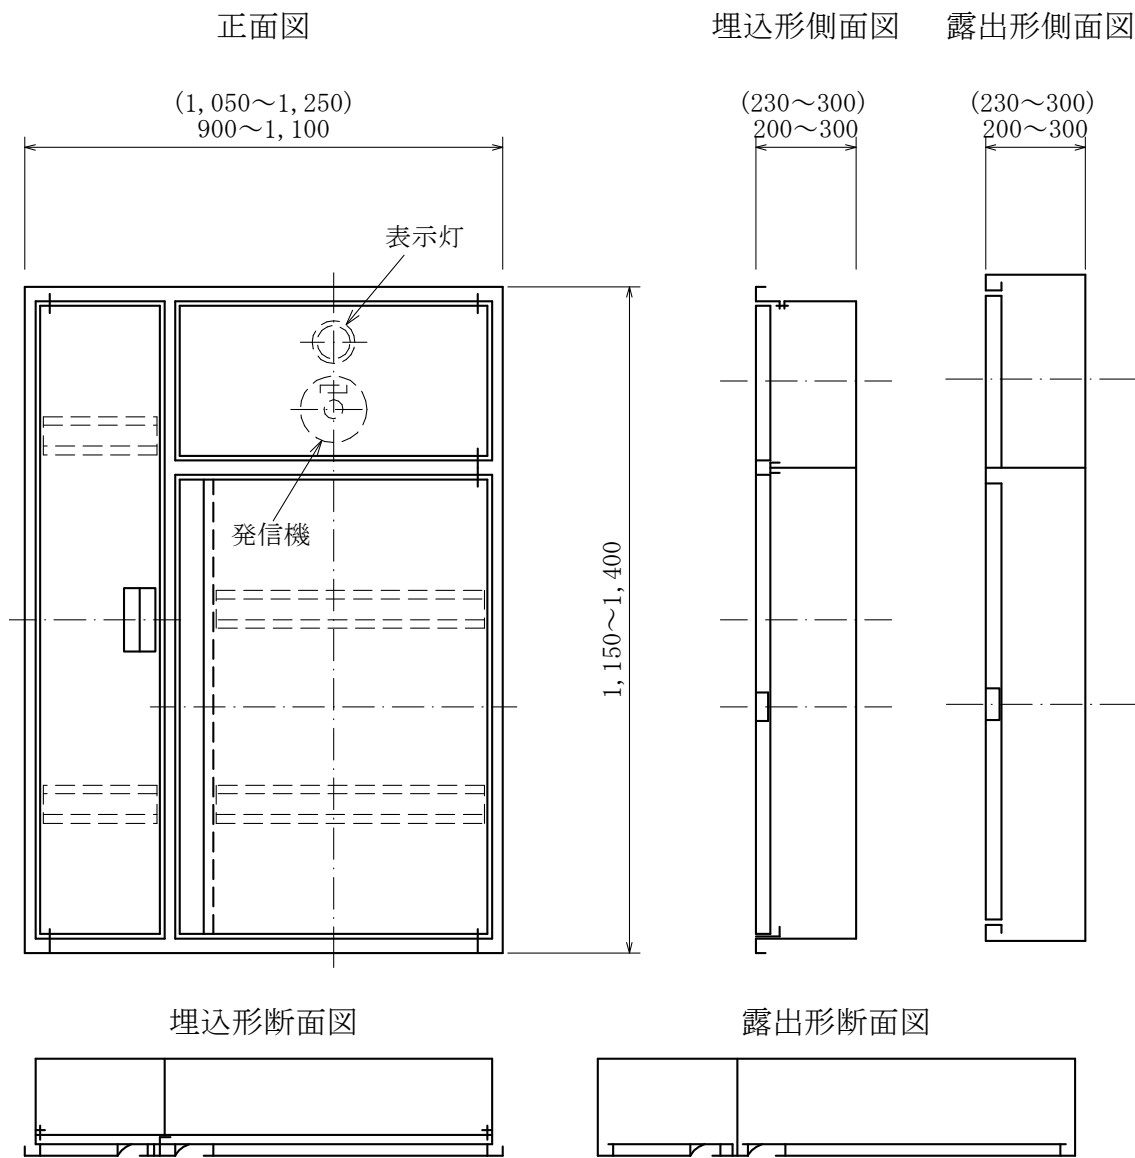 正面図
埋込形側面図
露出形側面図
(1,050～1,250)
900～1,100
(230～300)
200～300
(230～300)
200～300
表示灯
発信機
1,150～1,400
埋込形断面図
露出形断面図